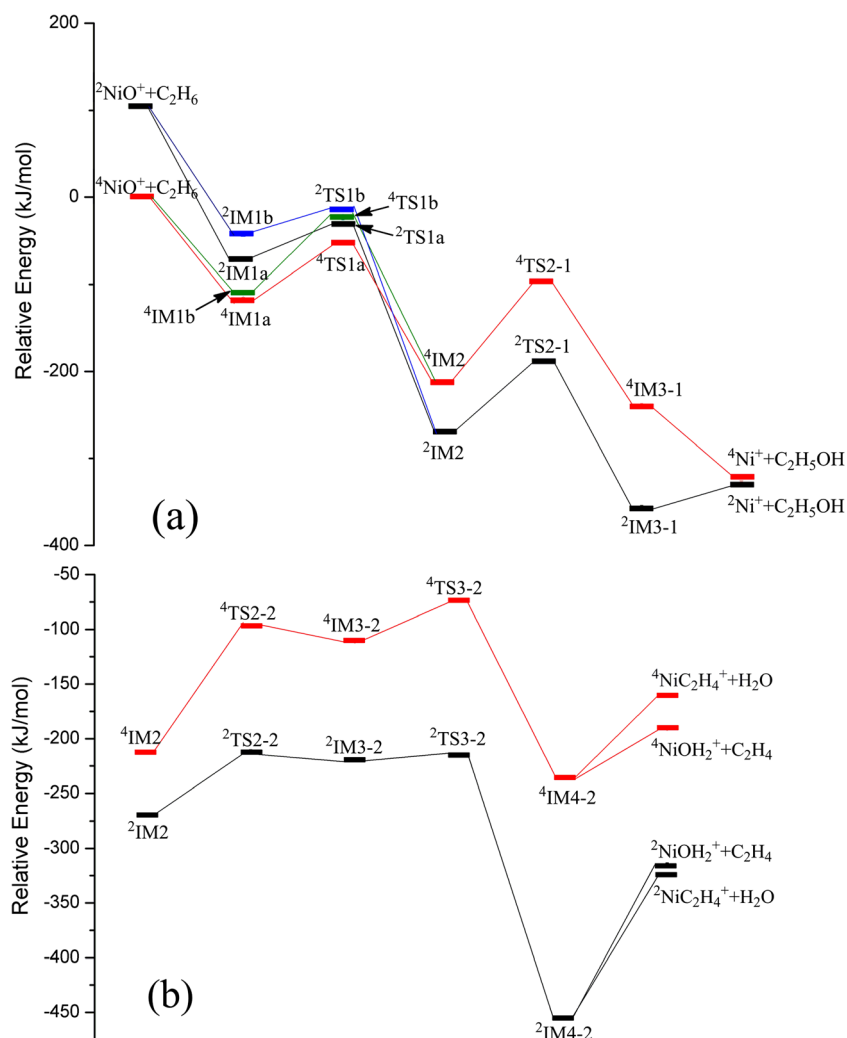 200
²NiO⁺+C₂H₆
⁴NiO⁺+C₂H₆
0
²TS1b
⁴TS1b
²IM1b
²TS1a
²IM1a
⁴TS1a
⁴TS2-1
⁴IM1b
⁴IM1a
Relative Energy (kJ/mol)
-200
⁴IM2
²TS2-1
⁴IM3-1
²IM2
⁴Ni⁺+C₂H₅OH
²Ni⁺+C₂H₅OH
(a)
²IM3-1
-400
-50
⁴TS2-2
⁴IM3-2
⁴TS3-2
-100
-150
⁴NiC₂H₄⁺+H₂O
⁴IM2
²TS2-2
²IM3-2
²TS3-2
⁴NiOH₂⁺+C₂H₄
-200
⁴IM4-2
-250
Relative Energy (kJ/mol)
²IM2
-300
²NiOH₂⁺+C₂H₄
²NiC₂H₄⁺+H₂O
-350
-400
(b)
-450
²IM4-2